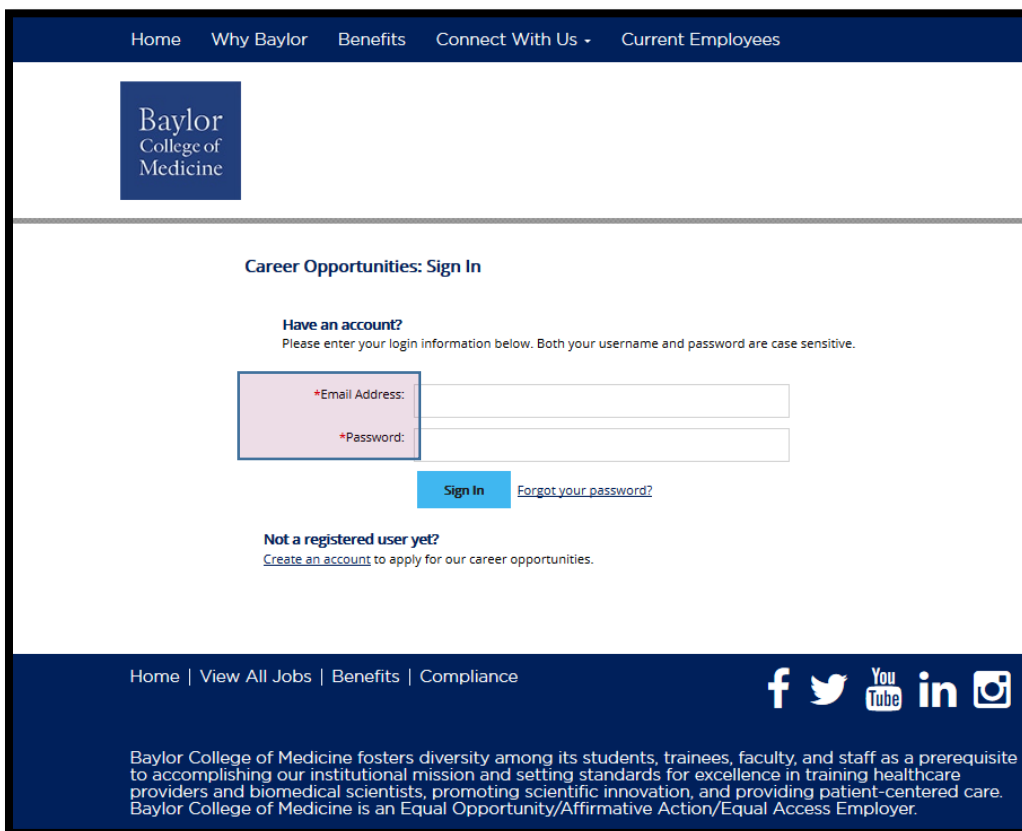 Home Why Baylor Benefits Connect With Us Current Employees
Baylor
College of
Medicine
Career Opportunities: Sign In
Have an account?
Please enter your login information below. Both your username and password are case sensitive.
*Email Address:
*Password:
Sign In Forgot your password?
Not a registered user yet?
Create an account to apply for our career opportunities.
Home | View All Jobs | Benefits | Compliance
f You Tube in
Baylor College of Medicine fosters diversity among its students, trainees, faculty, and staff as a prerequisite
to accomplishing our institutional mission and setting standards for excellence in training healthcare
providers and biomedical scientists, promoting scientific innovation, and providing patient-centered care.
Baylor College of Medicine is an Equal Opportunity/Affirmative Action/Equal Access Employer.